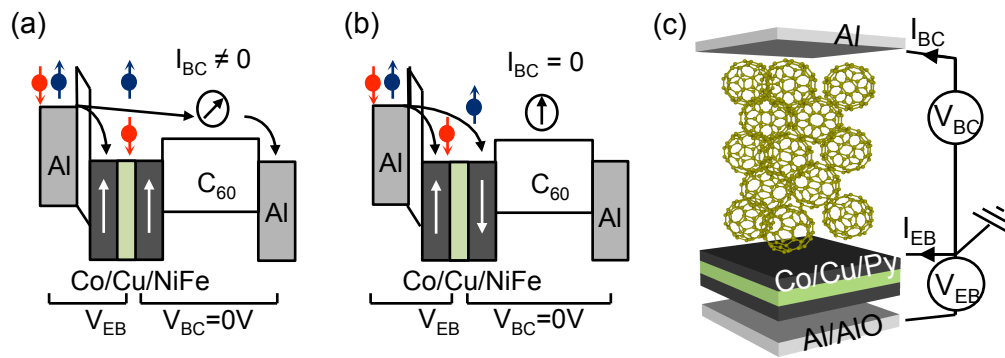 (a)
I_BC ≠ 0
Al
C60
Al
Co/Cu/NiFe
V_EB
V_BC=0V
(b)
I_BC = 0
Al
C60
Al
Co/Cu/NiFe
V_EB
V_BC=0V
(c)
Al
I_BC
V_BC
I_EB
Co/Cu/Py
V_EB
Al/AlO